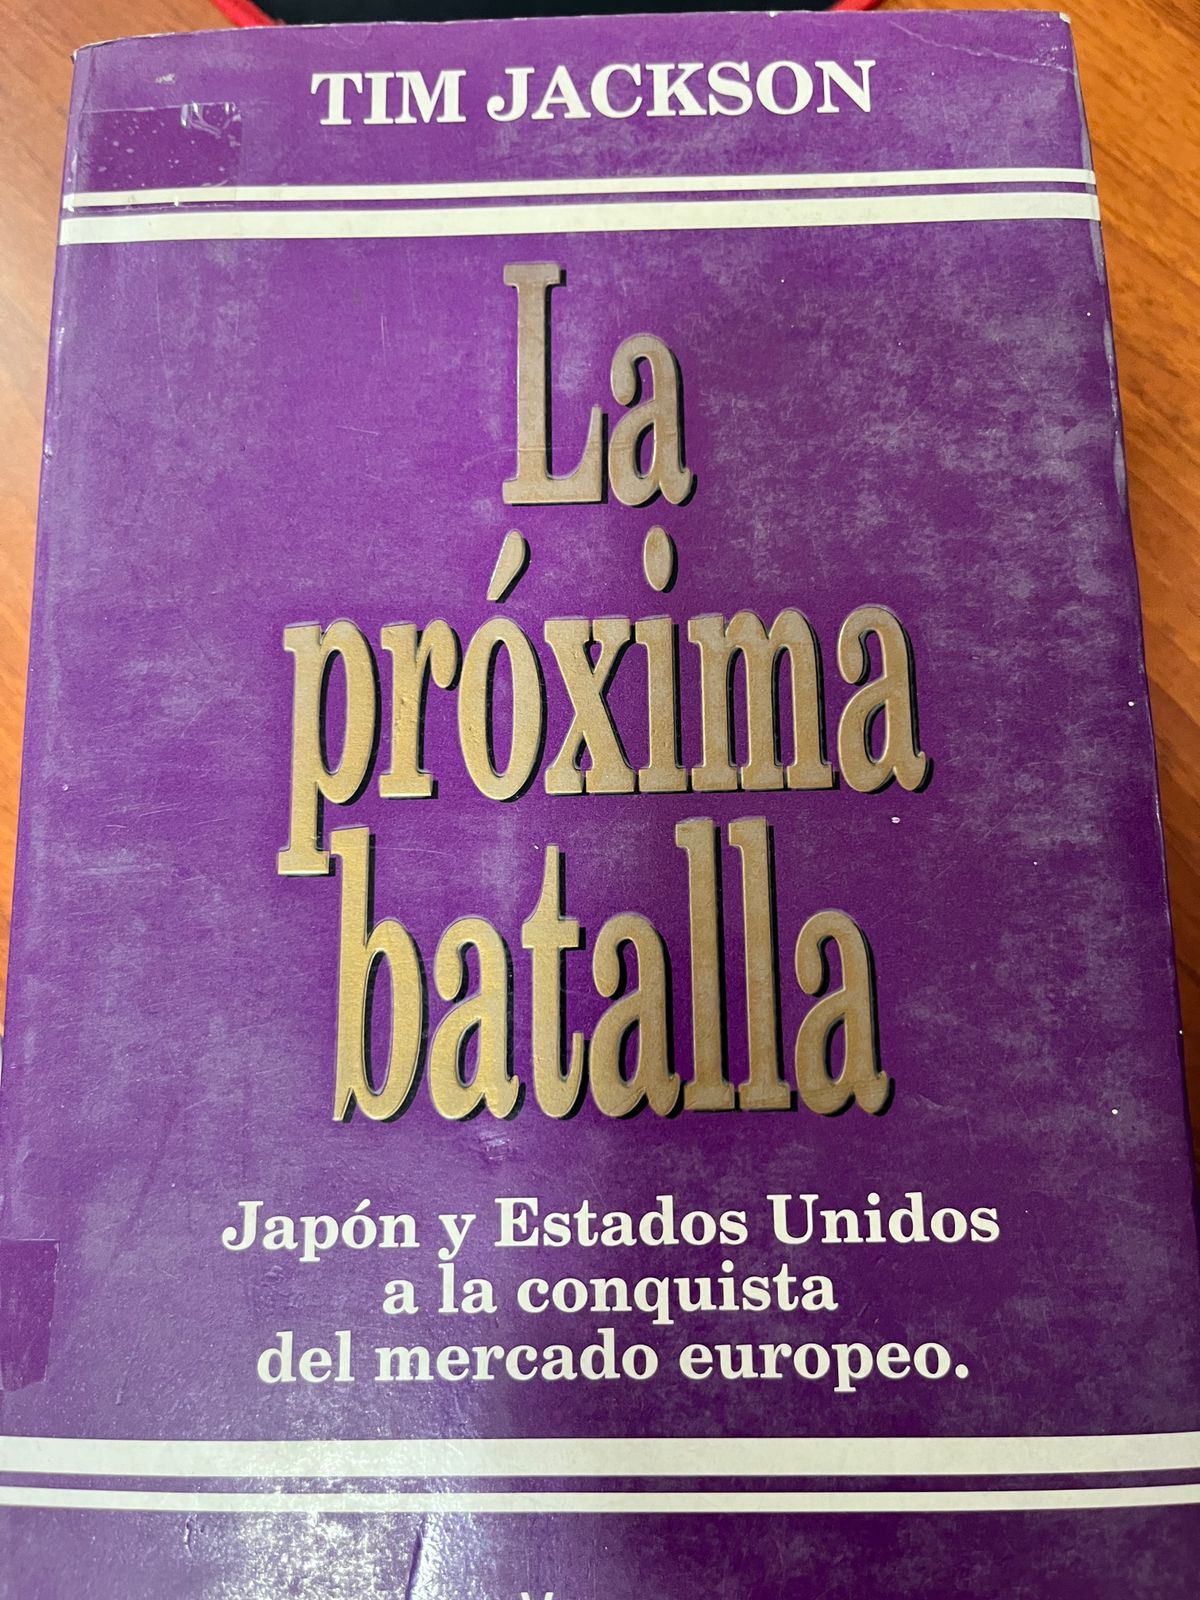 TIM JACKSON
La
próxima
batalla
Japón y Estados Unidos
a la conquista
del mercado europeo.